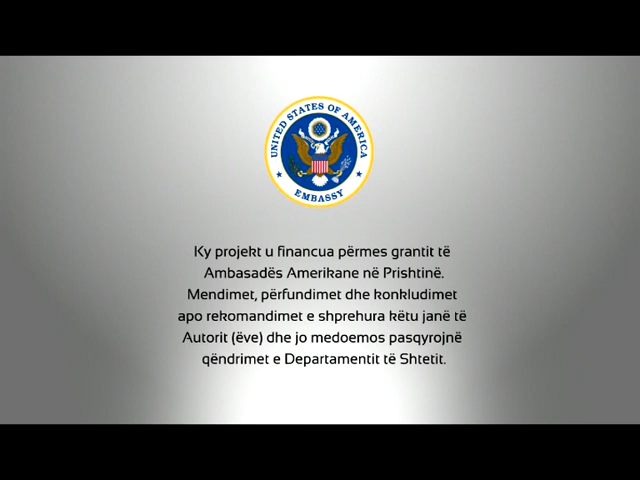 UNITED STATES OF AMERICA
EMBASSY
Ky projekt u financua përmes grantit të
Ambasadës Amerikane në Prishtinë.
Mendimet, përfundimet dhe konkludimet
apo rekomandimet e shprehura këtu janë të
Autorit (ëve) dhe jo medoemos pasqyrojnë
qëndrimet e Departamentit të Shtetit.